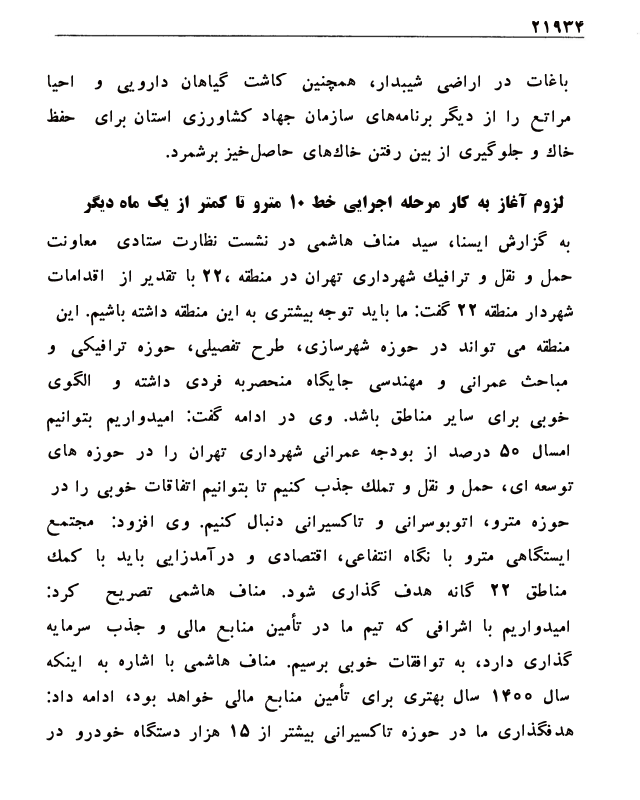 ۲۱۹۳۴
باغات در اراضی شیبدار، همچنین کاشت گیاهان دارویی و احیا
مراتع را از دیگر برنامه‌های سازمان جهاد کشاورزی استان برای حفظ
خاك و جلوگیری از بین رفتن خاك‌های حاصل‌خیز برشمرد.
لزوم آغاز به کار مرحله اجرایی خط ۱۰ مترو تا کمتر از یک ماه دیگر
به گزارش ایسنا، سید مناف هاشمی در نشست نظارت ستادی معاونت
حمل و نقل و ترافیك شهرداری تهران در منطقه ۲۲، با تقدیر از اقدامات
شهردار منطقه ۲۲ گفت: ما باید توجه بیشتری به این منطقه داشته باشیم. این
منطقه می تواند در حوزه شهرسازی، طرح تفصیلی، حوزه ترافیکی و
مباحث عمرانی و مهندسی جایگاه منحصربه فردی داشته و الگوی
خوبی برای سایر مناطق باشد. وی در ادامه گفت: امیدواریم بتوانیم
امسال ۵۰ درصد از بودجه عمرانی شهرداری تهران را در حوزه های
توسعه ای، حمل و نقل و تملك جذب کنیم تا بتوانیم اتفاقات خوبی را در
حوزه مترو، اتوبوسرانی و تاکسیرانی دنبال کنیم. وی افزود: مجتمع
ایستگاهی مترو با نگاه انتفاعی، اقتصادی و درآمدزایی باید با کمك
مناطق ۲۲ گانه هدف گذاری شود. مناف هاشمی تصریح کرد:
امیدواریم با اشرافی که تیم ما در تأمین منابع مالی و جذب سرمایه
گذاری دارد، به توافقات خوبی برسیم. مناف هاشمی با اشاره به اینکه
سال ۱۴۰۰ سال بهتری برای تأمین منابع مالی خواهد بود، ادامه داد:
هدفگذاری ما در حوزه تاکسیرانی بیشتر از ۱۵ هزار دستگاه خودرو در